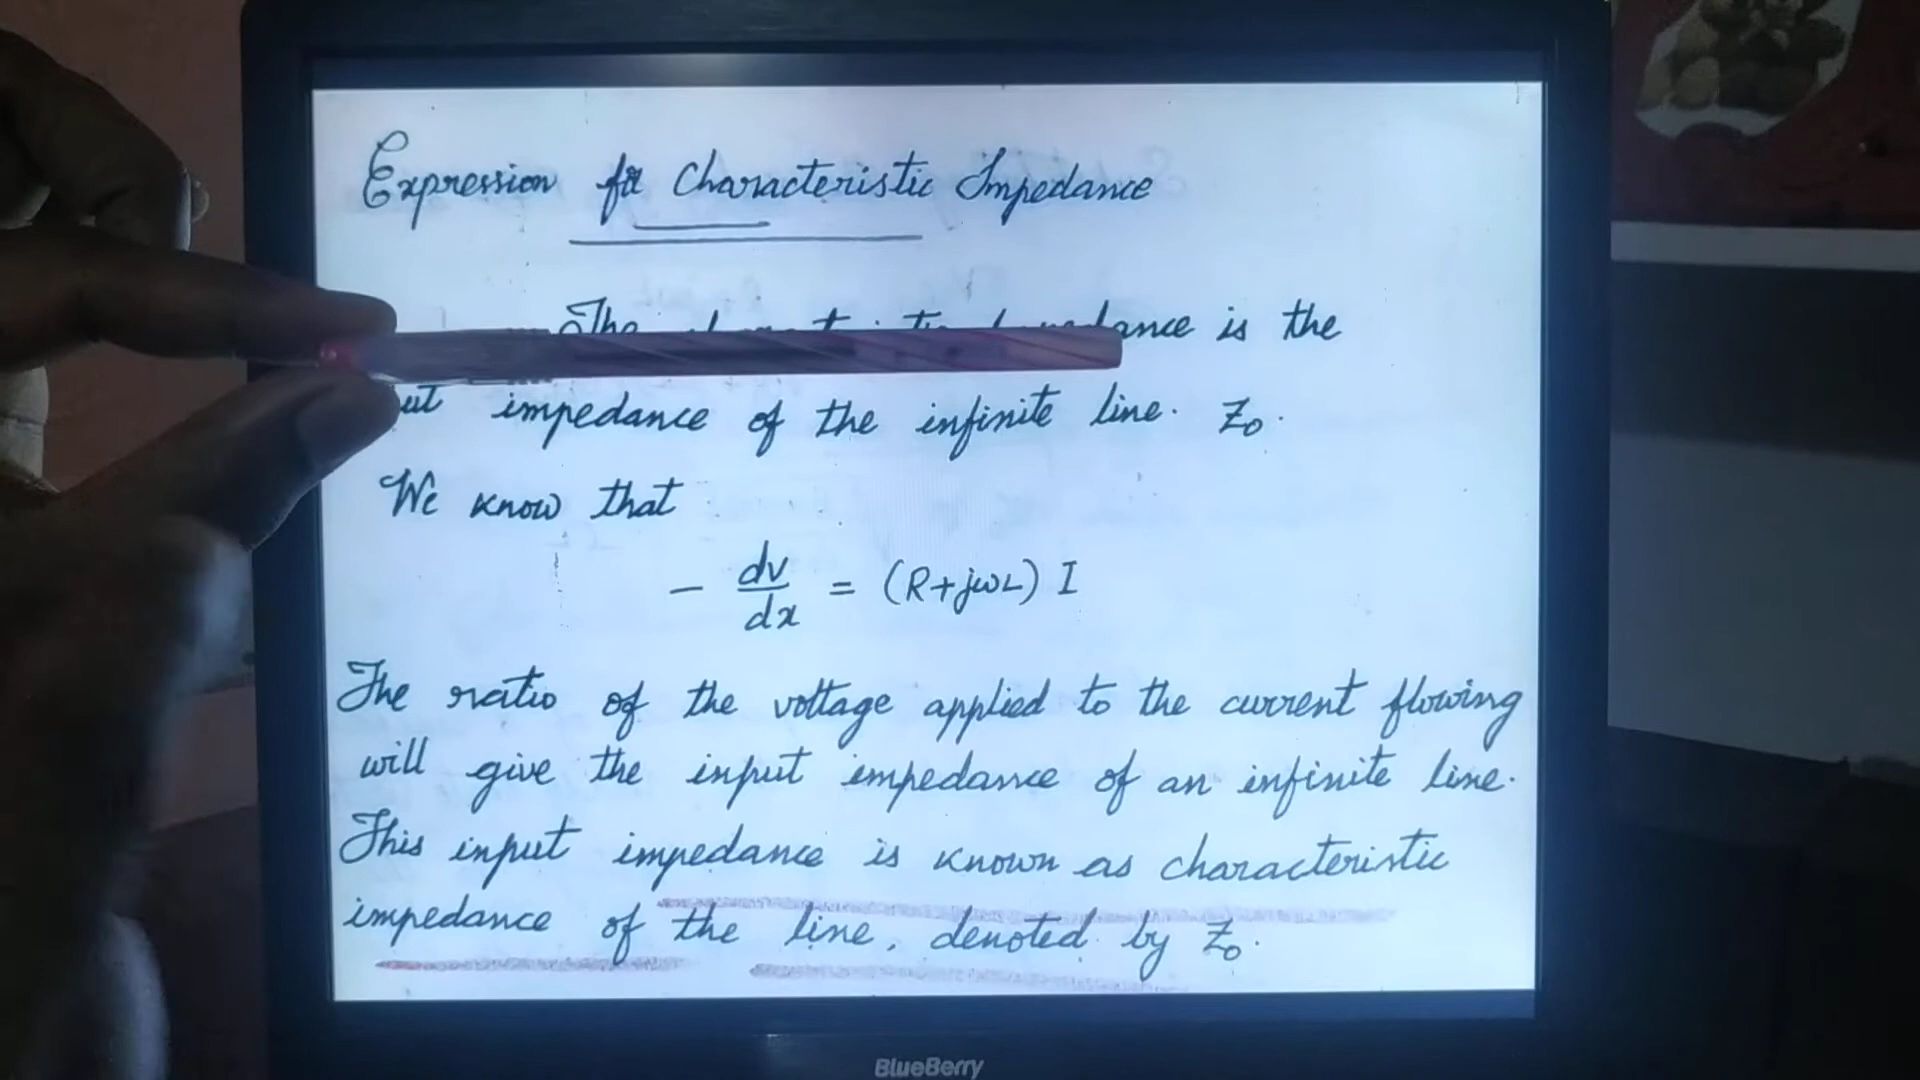 Expression for Characteristic Impedance
The is the
impedance of the infinite line. Z₀.
We know that
- dv/dx = (R+jωL) I
The ratio of the voltage applied to the current flowing
will give the input impedance of an infinite line.
This input impedance is known as characteristic
impedance of the line, denoted by Z₀.
BlueBerry